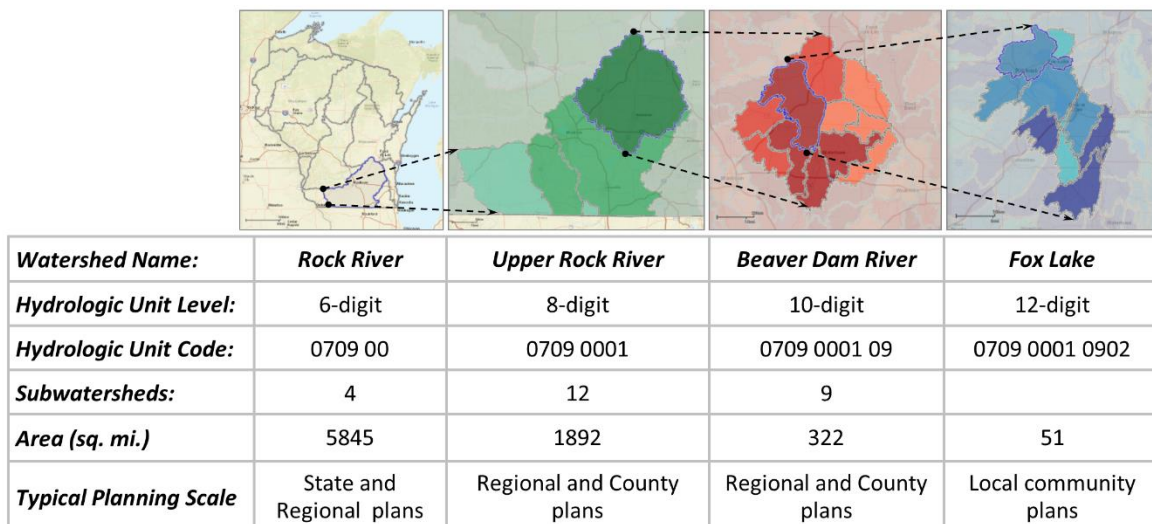 Watershed Name: Rock River Upper Rock River Beaver Dam River Fox Lake
Hydrologic Unit Level: 6-digit 8-digit 10-digit 12-digit
Hydrologic Unit Code: 0709 00 0709 0001 0709 0001 09 0709 0001 0902
Subwatersheds: 4 12 9
Area (sq. mi.) 5845 1892 322 51
Typical Planning Scale State and Regional and County Regional and County Local community
Regional plans plans plans plans